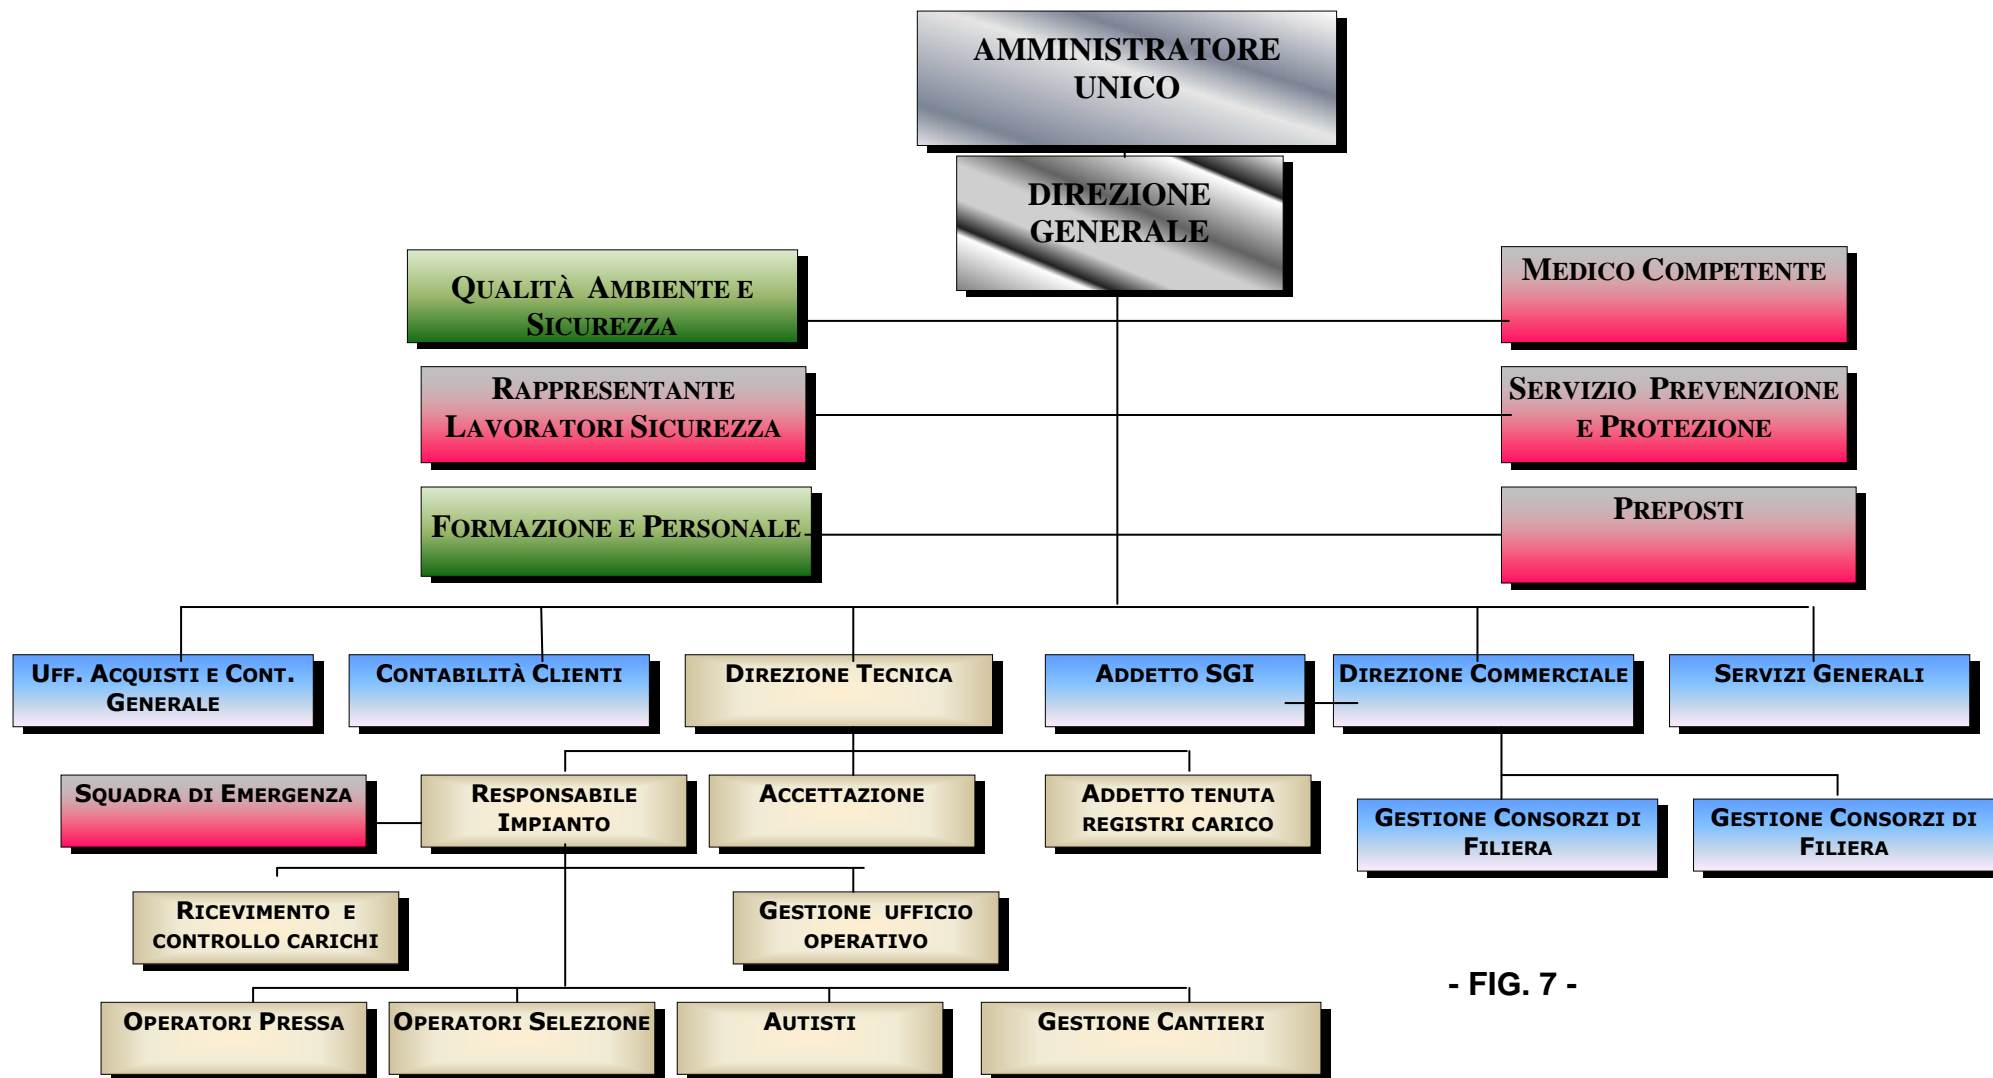 AMMINISTRATORE
UNICO
DIREZIONE
GENERALE
QUALITÀ AMBIENTE E
SICUREZZA
MEDICO COMPETENTE
RAPPRESENTANTE
LAVORATORI SICUREZZA
SERVIZIO PREVENZIONE
E PROTEZIONE
FORMAZIONE E PERSONALE
PREPOSTI
UFF. ACQUISTI E CONT.
GENERALE
CONTABILITÀ CLIENTI
DIREZIONE TECNICA
ADDETTO SGI
DIREZIONE COMMERCIALE
SERVIZI GENERALI
SQUADRA DI EMERGENZA
RESPONSABILE
IMPIANTO
ACCETTAZIONE
ADDETTO TENUTA
REGISTRI CARICO
GESTIONE CONSORZI DI
FILIERA
GESTIONE CONSORZI DI
FILIERA
RICEVIMENTO E
CONTROLLO CARICHI
GESTIONE UFFICIO
OPERATIVO
- FIG. 7 -
OPERATORI PRESSA
OPERATORI SELEZIONE
AUTISTI
GESTIONE CANTIERI